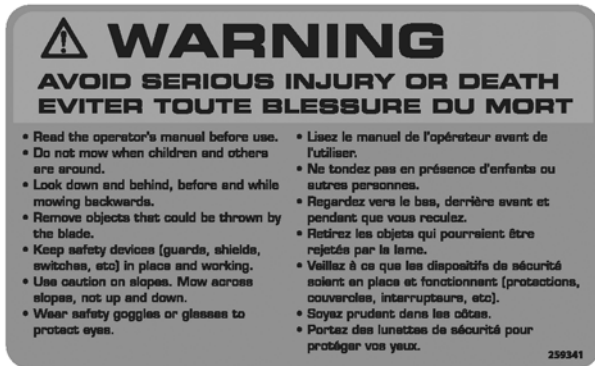 WARNING
AVOID SERIOUS INJURY OR DEATH
EVITER TOUTE BLESSURE DU MORT
• Read the operator's manual before use.
• Do not mow when children and others
are around.
• Look down and behind, before and while
mowing backwards.
• Remove objects that could be thrown by
the blade.
• Keep safety devices (guards, shields,
switches, etc) in place and working.
• Use caution on slopes. Mow across
slopes, not up and down.
• Wear safety goggles or glasses to
protect eyes.
• Lisez le manuel de l'opérateur avant de
l'utiliser.
• Ne tondez pas en présence d'enfants ou
autres personnes.
• Regardez vers le bas, derrière avant et
pendant que vous reculez.
• Retirez les objets qui pourraient être
rejetés par la lame.
• Veillez à ce que les dispositifs de sécurité
soient en place et fonctionnent (protections,
couvercles, interrupteurs, etc).
• Soyez prudent dans les côtes.
• Portez des lunettes de sécurité pour
protéger vos yeux.
259341